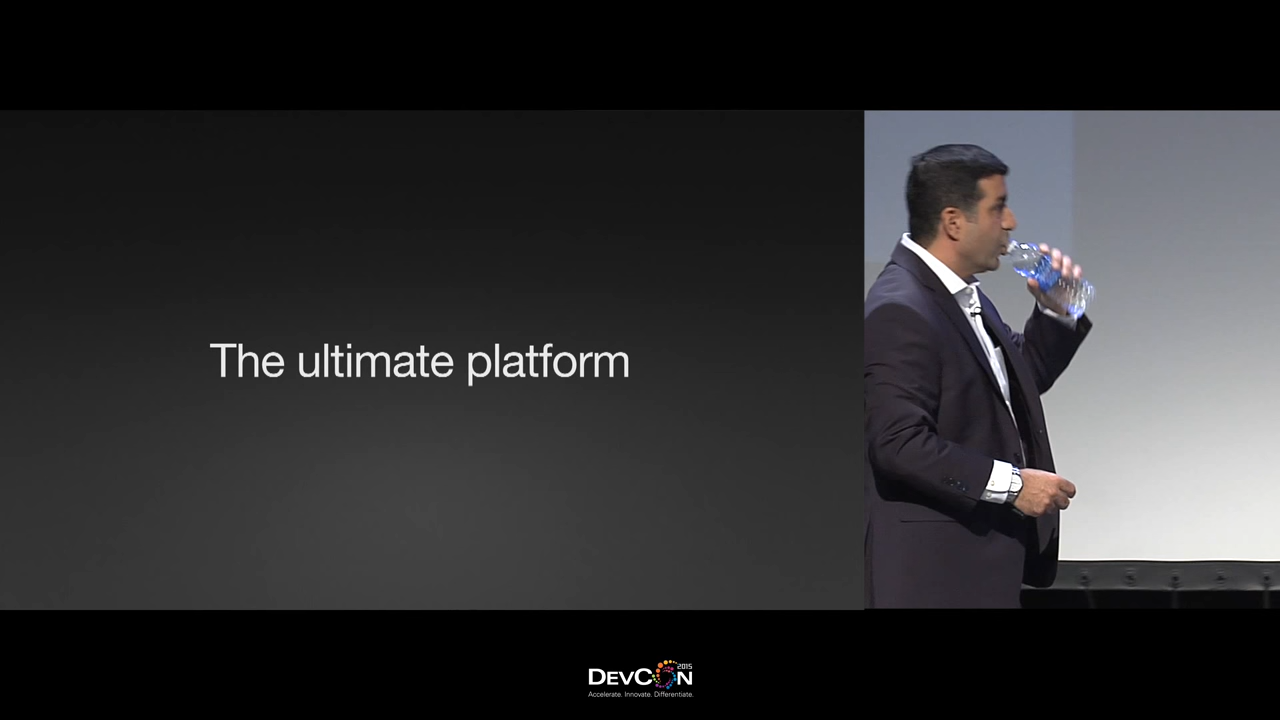 The ultimate platform
DEVCON 2015
Accelerate. Innovate. Differentiate.